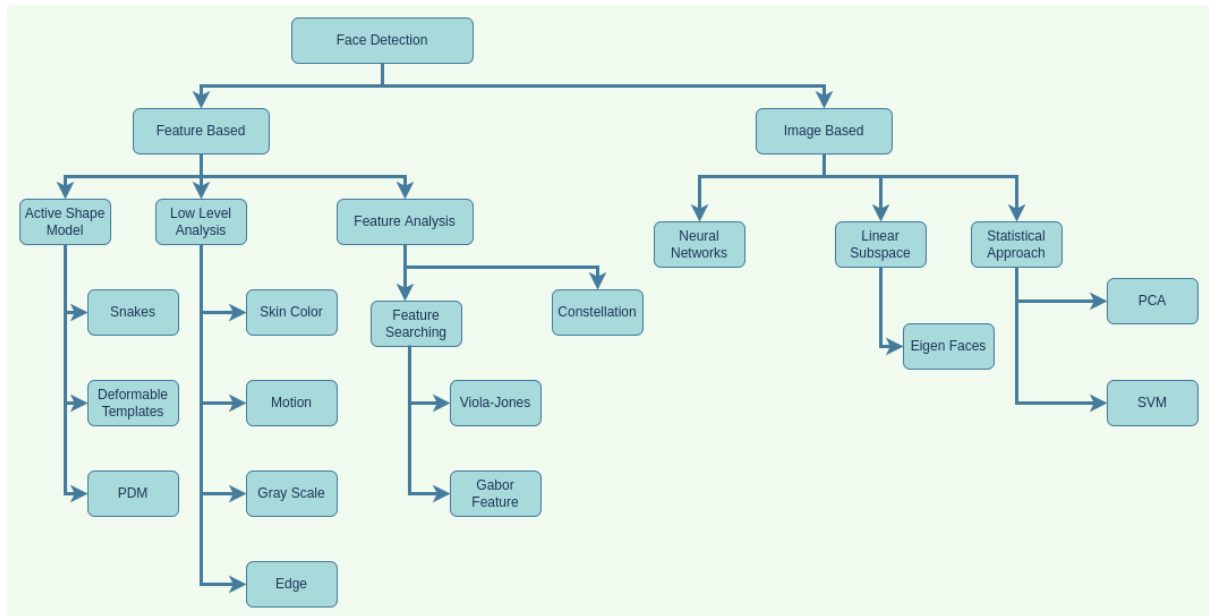 Face Detection
Feature Based
Image Based
Active Shape
Model
Low Level
Analysis
Feature Analysis
Neural
Networks
Linear
Subspace
Statistical
Approach
Snakes
Skin Color
Feature
Searching
Constellation
PCA
Eigen Faces
Deformable
Templates
Motion
Viola-Jones
SVM
PDM
Gray Scale
Gabor
Feature
Edge